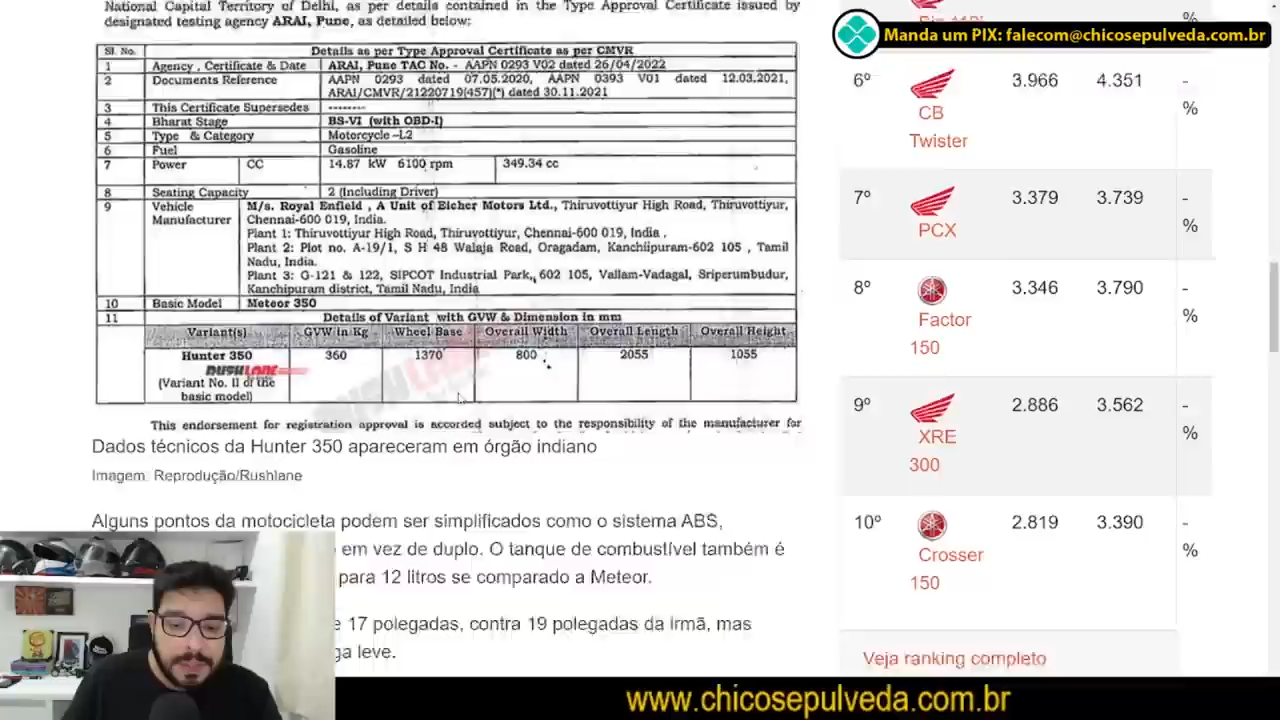 National Capital Territory of Delhi, as per details contained in the Type Approval Certificate issued by
designated testing agency ARAI, Pune, as detailed below:
Sl. No. Details as per Type Approval Certificate as per CMVR
1 Agency, Certificate & Date ARAI, Pune TAC No. - AAPN 0293 V02 dated 26/04/2022
2 Documents Reference AAPN 0293 dated 07.05.2020, AAPN 0393 V01 dated 12.03.2021,
ARAI/CMVR/21220719(457)(*) dated 30.11.2021
3 This Certificate Supersedes --------
4 Bharat Stage BS-VI (with OBD-I)
5 Type & Category Motorcycle -L2
6 Fuel Gasoline
7 Power CC 14.87 kW 6100 rpm 349.34 cc
8 Seating Capacity 2 (Including Driver)
9 Vehicle Manufacturer M/s. Royal Enfield , A Unit of Eicher Motors Ltd., Thiruvottiyur High Road, Thiruvottiyur,
Chennai-600 019, India.
Plant 1: Thiruvottiyur High Road, Thiruvottiyur, Chennai-600 019, India .
Plant 2: Plot no. A-19/1, S H 48 Walaja Road, Oragadam, Kanchiipuram-602 105 , Tamil
Nadu, India.
Plant 3: G-121 & 122, SIPCOT Industrial Park,, 602 105, Vallam-Vadagal, Sriperumbudur,
Kanchipuram district, Tamil Nadu, India
10 Basic Model Meteor 350
11 Details of Variant with GVW & Dimension in mm
Variant(s) GVW in Kg Wheel Base Overall Width Overall Length Overall Height
Hunter 350 360 1370 800 2055 1055
RUSHLANE
(Variant No. II of the
basic model)
This endorsement for registration approval is accorded subject to the responsibility of the manufacturer for
Dados técnicos da Hunter 350 apareceram em órgão indiano
Imagem: Reprodução/Rushlane
Alguns pontos da motocicleta podem ser simplificados como o sistema ABS,
em vez de duplo. O tanque de combustível também é
para 12 litros se comparado a Meteor.
17 polegadas, contra 19 polegadas da irmã, mas
leve.
%
Manda um PIX: falecom@chicosepulveda.com.br
6º CB Twister 3.966 4.351 - %
7º PCX 3.379 3.739 - %
8º Factor 150 3.346 3.790 - %
9º XRE 300 2.886 3.562 - %
10º Crosser 150 2.819 3.390 - %
Veja ranking completo
www.chicosepulveda.com.br